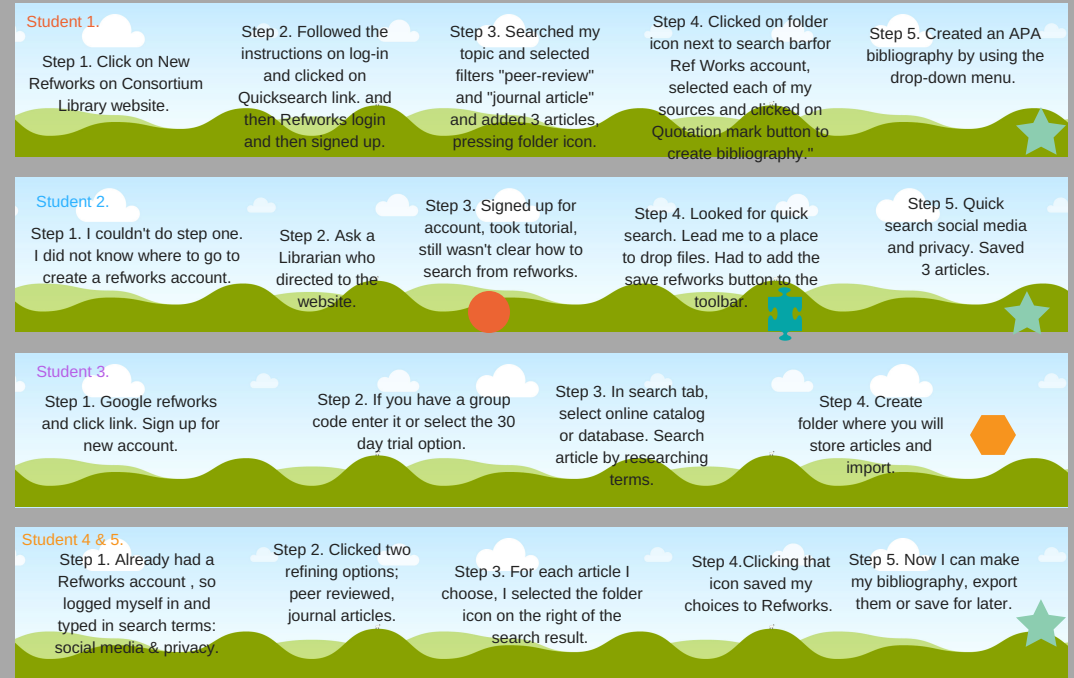 Student 1.
Step 1. Click on New
Refworks on Consortium
Library website.
Step 2. Followed the
instructions on log-in
and clicked on
Quicksearch link. and
then Refworks login
and then signed up.
Step 3. Searched my
topic and selected
filters "peer-review"
and "journal article"
and added 3 articles,
pressing folder icon.
Step 4. Clicked on folder
icon next to search barfor
Ref Works account,
selected each of my
sources and clicked on
Quotation mark button to
create bibliography."
Step 5. Created an APA
bibliography by using the
drop-down menu.
Student 2.
Step 1. I couldn't do step one.
I did not know where to go to
create a refworks account.
Step 2. Ask a
Librarian who
directed to the
website.
Step 3. Signed up for
account, took tutorial,
still wasn't clear how to
search from refworks.
Step 4. Looked for quick
search. Lead me to a place
to drop files. Had to add the
save refworks button to the
toolbar.
Step 5. Quick
search social media
and privacy. Saved
3 articles.
Student 3.
Step 1. Google refworks
and click link. Sign up for
new account.
Step 2. If you have a group
code enter it or select the 30
day trial option.
Step 3. In search tab,
select online catalog
or database. Search
article by researching
terms.
Step 4. Create
folder where you will
store articles and
import.
Student 4 & 5.
Step 1. Already had a
Refworks account , so
logged myself in and
typed in search terms:
social media & privacy.
Step 2. Clicked two
refining options;
peer reviewed,
journal articles.
Step 3. For each article I
choose, I selected the folder
icon on the right of the
search result.
Step 4.Clicking that
icon saved my
choices to Refworks.
Step 5. Now I can make
my bibliography, export
them or save for later.